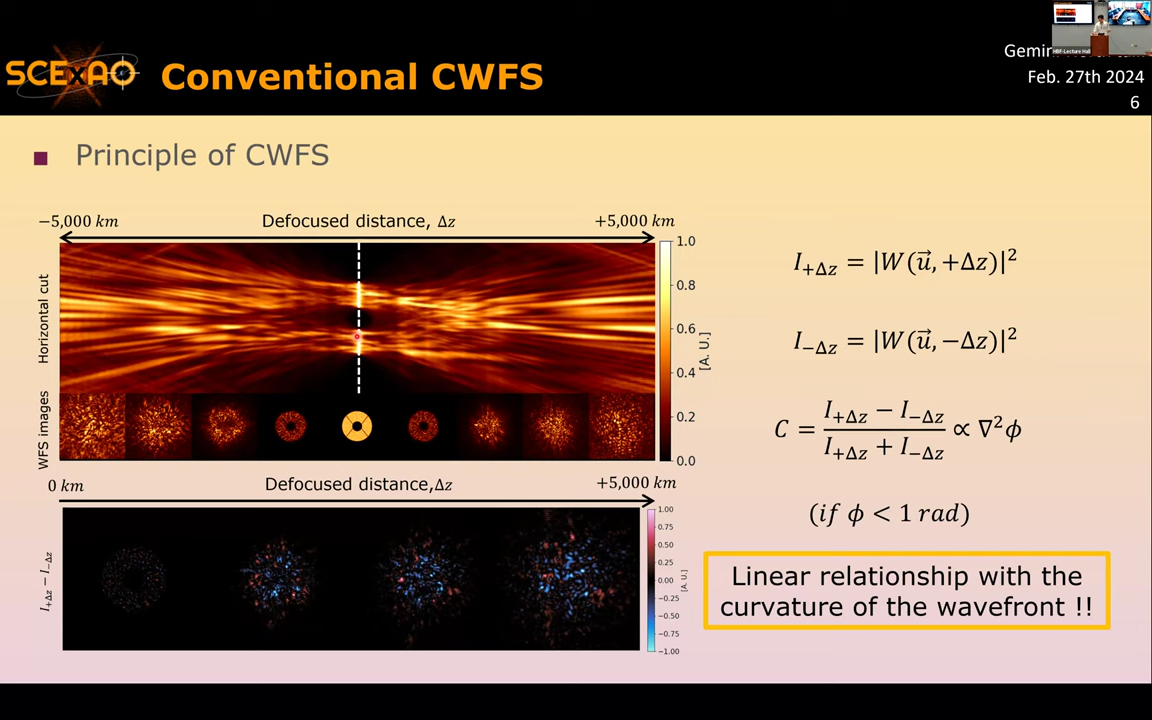 SCExAO
Conventional CWFS
Feb. 27th 2024
6
HBF-Lecture Hall
■ Principle of CWFS
−5,000 km
Defocused distance, Δz
+5,000 km
Horizontal cut
WFS images
1.0
0.8
0.6
0.4
0.2
0.0
[A. U.]
0 km
Defocused distance,Δz
+5,000 km
I+Δz − I−Δz
1.00
0.75
0.50
0.25
0.00
−0.25
−0.50
−0.75
−1.00
[A. U.]
I+Δz = |W(u⃗, +Δz)|²
I−Δz = |W(u⃗, −Δz)|²
C = (I+Δz − I−Δz) / (I+Δz + I−Δz) ∝ ∇²ϕ
(if ϕ < 1 rad)
Linear relationship with the
curvature of the wavefront !!